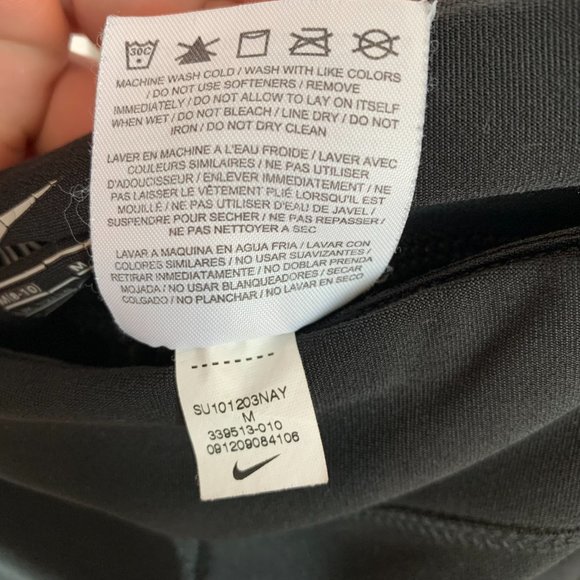 30C
MACHINE WASH COLD / WASH WITH LIKE COLORS
/ DO NOT USE SOFTENERS / REMOVE
IMMEDIATELY / DO NOT ALLOW TO LAY ON ITSELF
WHEN WET / DO NOT BLEACH / LINE DRY / DO NOT
IRON / DO NOT DRY CLEAN
LAVER EN MACHINE A L'EAU FROIDE / LAVER AVEC
COULEURS SIMILAIRES / NE PAS UTILISER
D'ADOUCISSEUR / ENLEVER IMMÉDIATEMENT / NE
PAS LAISSER LE VÊTEMENT PLIÉ LORSQU'IL EST
MOUILLÉ / NE PAS UTILISER D'EAU DE JAVEL /
SUSPENDRE POUR SÉCHER / NE PAS REPASSER /
NE PAS NETTOYER À SEC
LAVAR A MAQUINA EN AGUA FRIA / LAVAR CON
COLORES SIMILARES / NO USAR SUAVIZANTES /
RETIRAR INMEDIATAMENTE / NO DOBLAR PRENDA
MOJADA / NO USAR BLANQUEADORES / SECAR
COLGADO / NO PLANCHAR / NO LAVAR EN SECO
M
M(8-10)
SU101203NAY
M
339513-010
091209084106